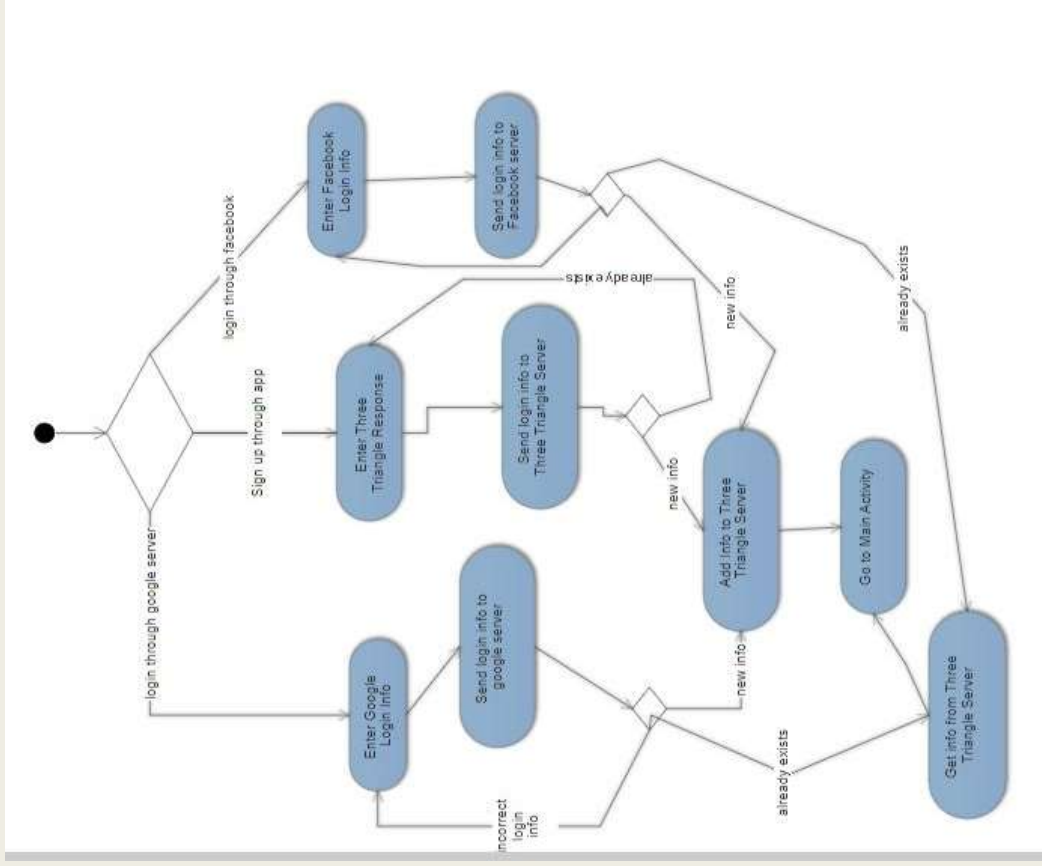 login through facebook
Sign up through app
login through google server
Enter Facebook
Login Info
Send login info to
Facebook server
already exists
new info
already exists
Enter Three
Triangle Response
Send login info to
Three Triangle Server
new info
Add Info to Three
Triangle Server
Go to Main Activity
Enter Google
Login Info
Send login info to
google server
new info
already exists
incorrect
login
info
Get info from Three
Triangle Server